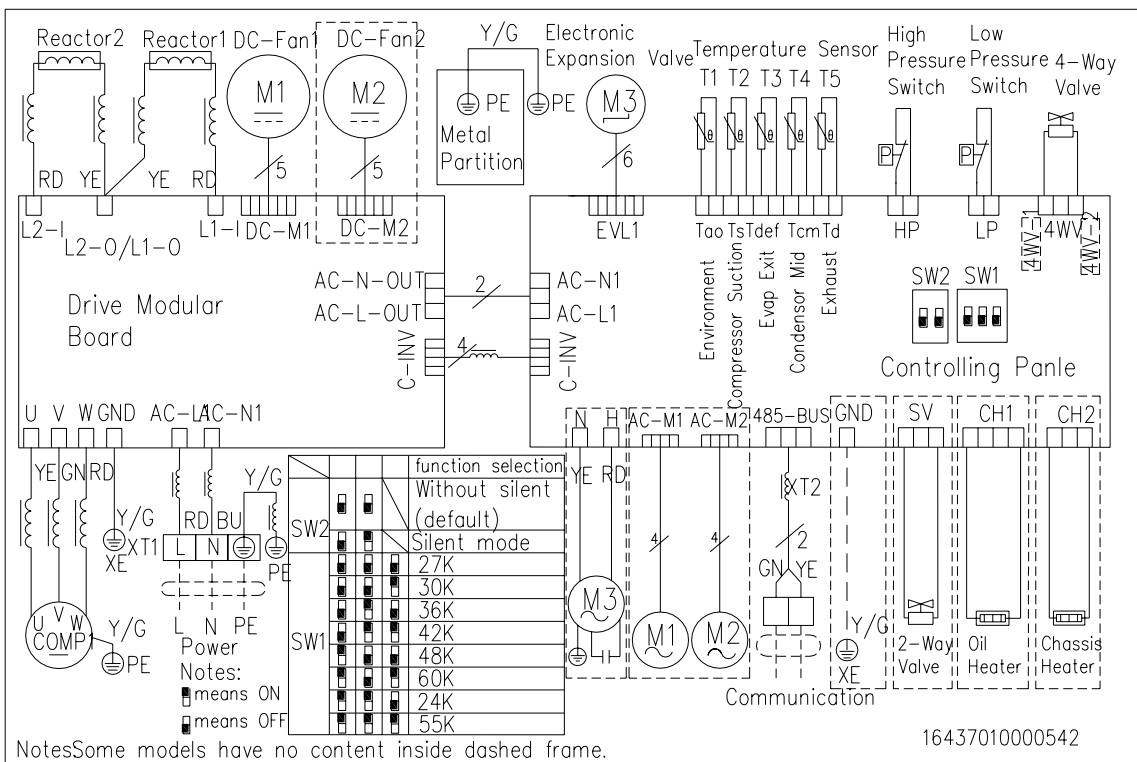 Reactor2 Reactor1 DC-Fan1 DC-Fan2
Y/G
Electronic
Expansion Valve
Temperature Sensor
High
Pressure
Switch
Low
Pressure
Switch
4-Way
Valve
M1
M2
PE PE
Metal
Partition
M3
T1 T2 T3 T4 T5
θ θ θ θ θ
P
P
RD YE YE RD
5
5
6
L2-I
L2-O/L1-O
L1-I
DC-M1
DC-M2
EVL1
Tao Ts Tdef Tcm Td
HP
LP
4WV-1
4WV
4WV-2
Environment
Compressor Suction
Evap Exit
Condensor Mid
Exhaust
SW2 SW1
Drive Modular
Board
AC-N-OUT
AC-L-OUT
2
AC-N1
AC-L1
C-INV
4
C-INV
Controlling Panle
U V W GND AC-L1 AC-N1
N H
AC-M1 AC-M2
485-BUS
GND
SV
CH1
CH2
YE GN RD
Y/G
XE
RD BU
Y/G
XT1
L N
PE
L N PE
Power
U V W
COMP1
Y/G
PE
Notes:
means ON
means OFF
function selection
SW2
Without silent
(default)
Silent mode
SW1
27K
30K
36K
42K
48K
60K
24K
55K
YE RD
M3
4
4
M1
M2
XT2
2
GN YE
Communication
Y/G
XE
2-Way
Valve
Oil
Heater
Chassis
Heater
16437010000542
NotesSome models have no content inside dashed frame.